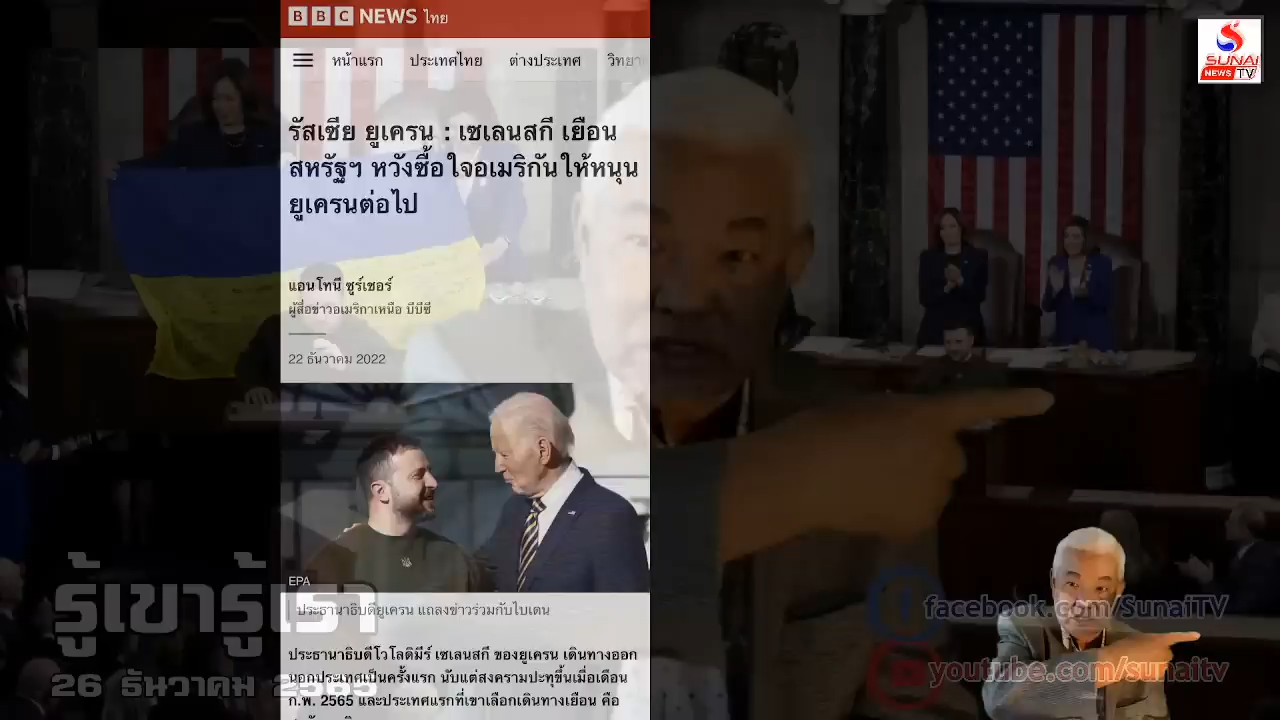 BBC NEWS ไทย
SUNAI
NEWS TV
หน้าแรก ประเทศไทย ต่างประเทศ
รัสเซีย ยูเครน : เซเลนสกี เยือน
สหรัฐฯ หวังซื้อใจอเมริกันให้หนุน
ยูเครนต่อไป
แอนโทนี ซูร์เชอร์
ผู้สื่อข่าวอเมริกาเหนือ บีบีซี
22 ธันวาคม 2022
EPA
ประธานาธิบดียูเครน แถลงข่าวร่วมกับไบเดน
ประธานาธิบดีโวโลดิมีร์ เซเลนสกี ของยูเครน เดินทางออก
นอกประเทศเป็นครั้งแรก นับแต่สงครามปะทุขึ้นเมื่อเดือน
ก.พ. 2565 และประเทศแรกที่เขาเลือกเดินทางเยือน คือ
รู้เขารู้เรา
26 ธันวาคม 2565
facebook.com/SunaiTV
youtube.com/sunaitv